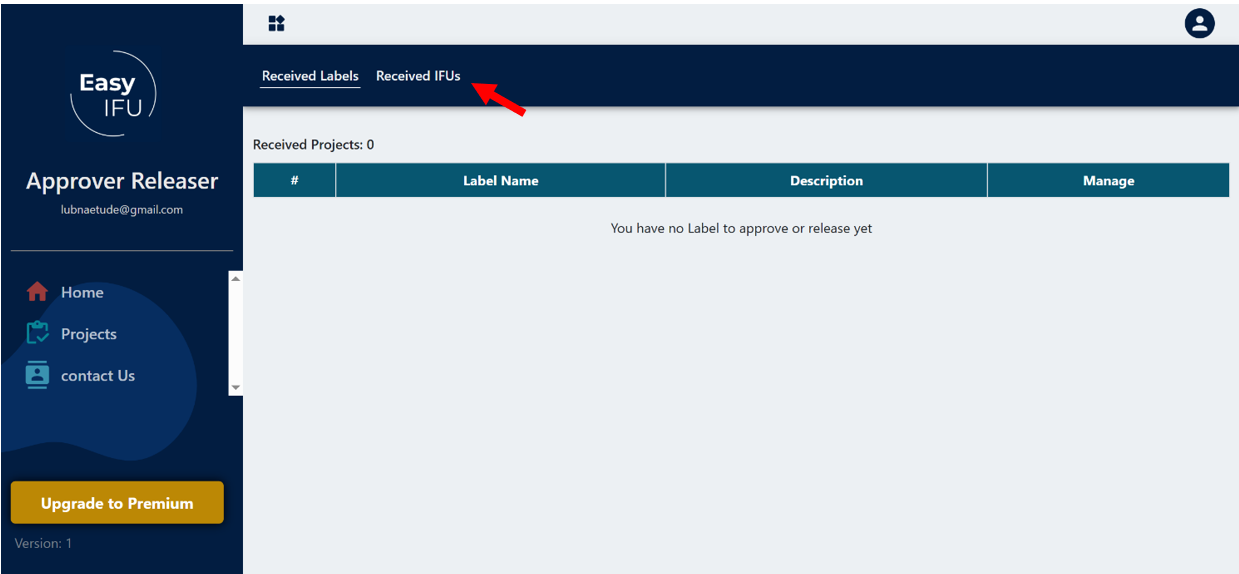 Easy
IFU
Approver Releaser
lubnaetude@gmail.com
Home
Projects
contact Us
Upgrade to Premium
Version: 1
Received Labels Received IFUs
Received Projects: 0
# Label Name Description Manage
You have no Label to approve or release yet